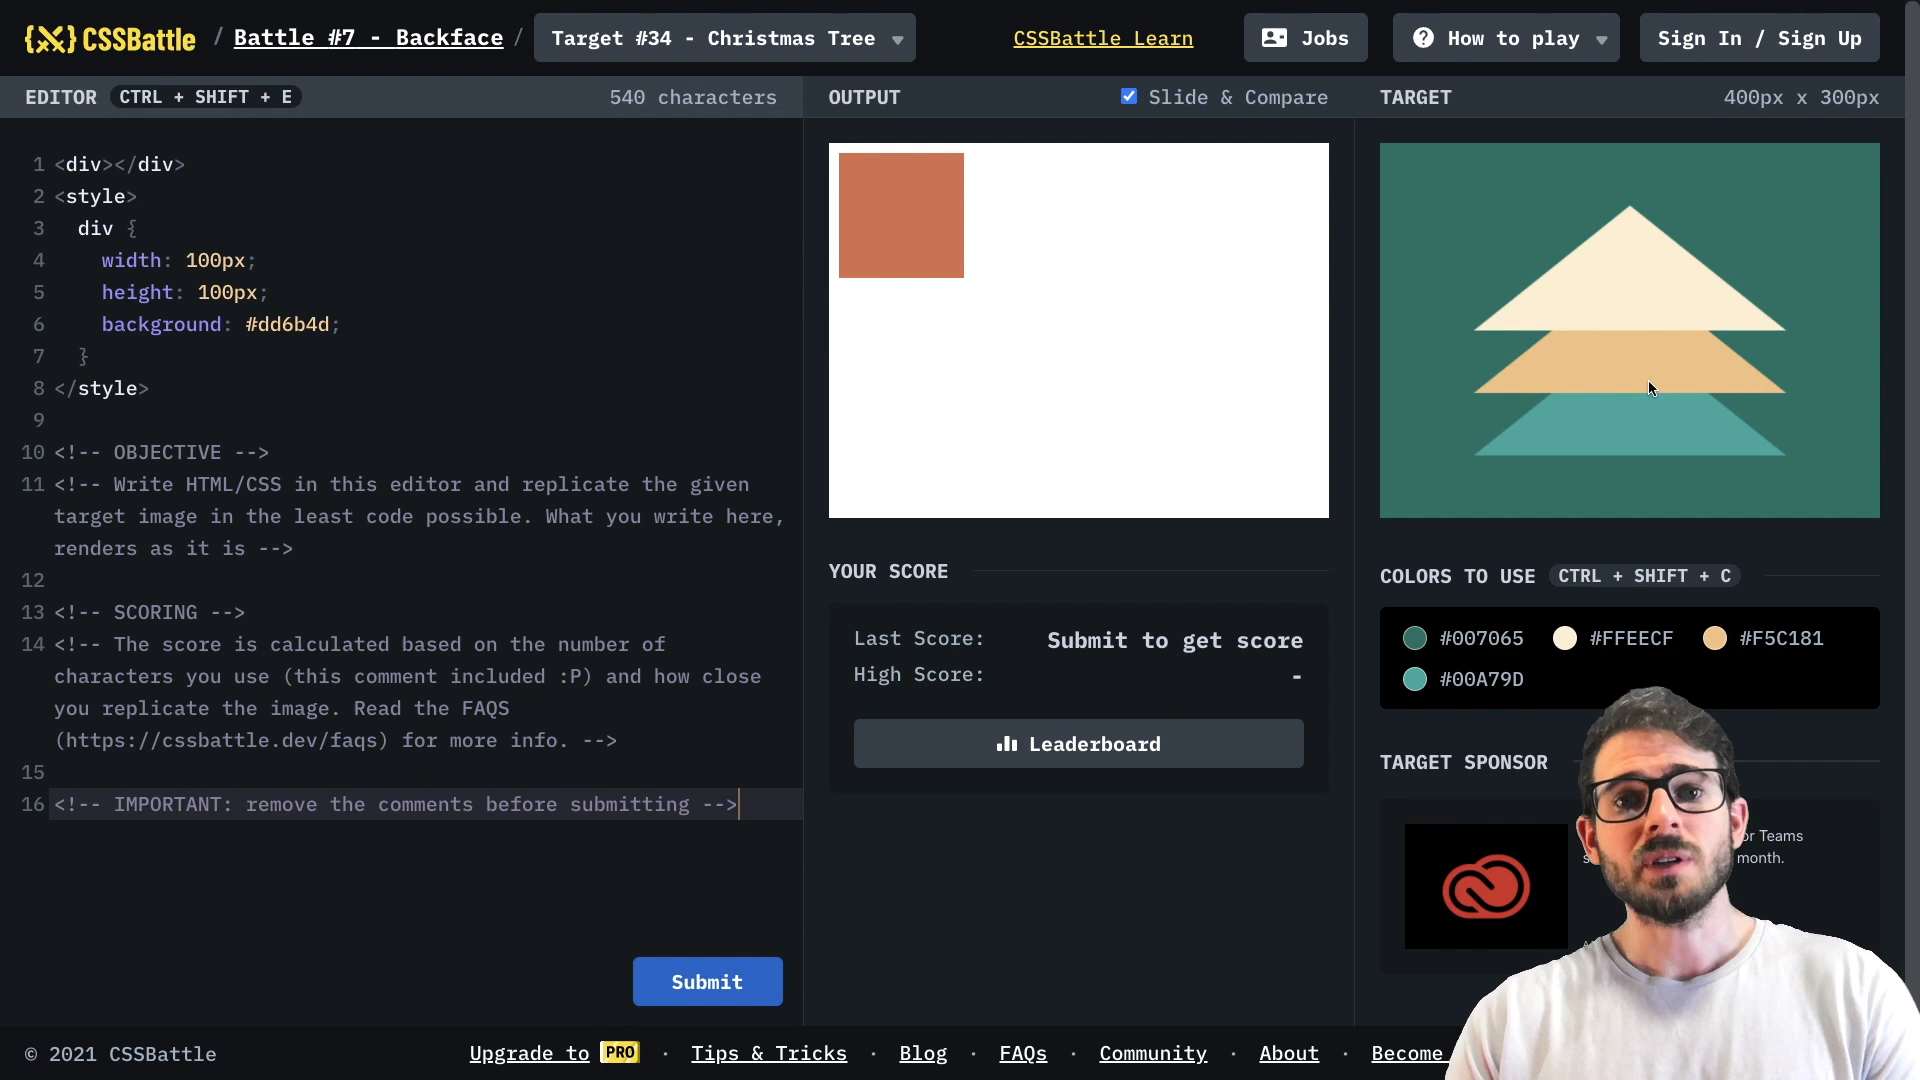 {X} CSSBattle / Battle #7 - Backface / Target #34 - Christmas Tree
CSSBattle Learn
Jobs
How to play
Sign In / Sign Up
EDITOR CTRL + SHIFT + E 540 characters
1 <div></div>
2 <style>
3 div {
4 width: 100px;
5 height: 100px;
6 background: #dd6b4d;
7 }
8 </style>
9
10 <!-- OBJECTIVE -->
11 <!-- Write HTML/CSS in this editor and replicate the given
target image in the least code possible. What you write here,
renders as it is -->
12
13 <!-- SCORING -->
14 <!-- The score is calculated based on the number of
characters you use (this comment included :P) and how close
you replicate the image. Read the FAQS
(https://cssbattle.dev/faqs) for more info. -->
15
16 <!-- IMPORTANT: remove the comments before submitting -->
Submit
OUTPUT Slide & Compare
YOUR SCORE
Last Score: Submit to get score
High Score: -
Leaderboard
TARGET 400px x 300px
COLORS TO USE CTRL + SHIFT + C
#007065 #FFEECF #F5C181
#00A79D
TARGET SPONSOR
or Teams
month.
© 2021 CSSBattle
Upgrade to PRO · Tips & Tricks · Blog · FAQs · Community · About · Become